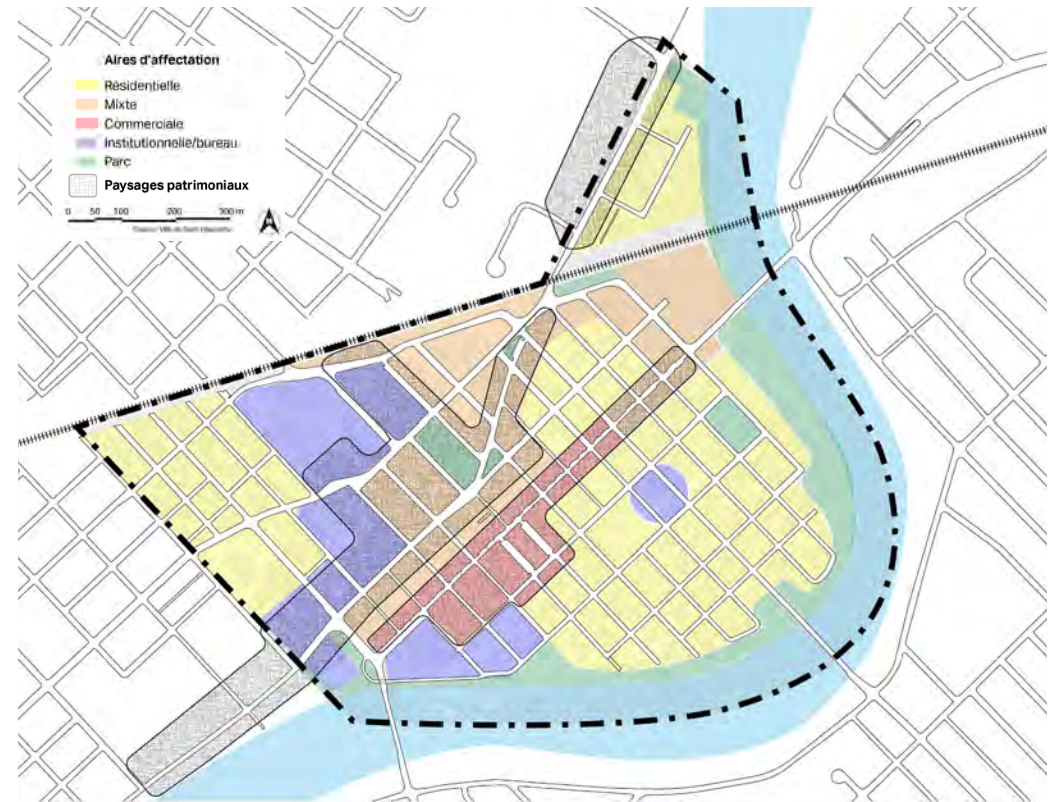 Aires d'affectation
Résidentielle
Mixte
Commerciale
Institutionnelle/bureau
Parc
Paysages patrimoniaux
0 50 100 200 300 m